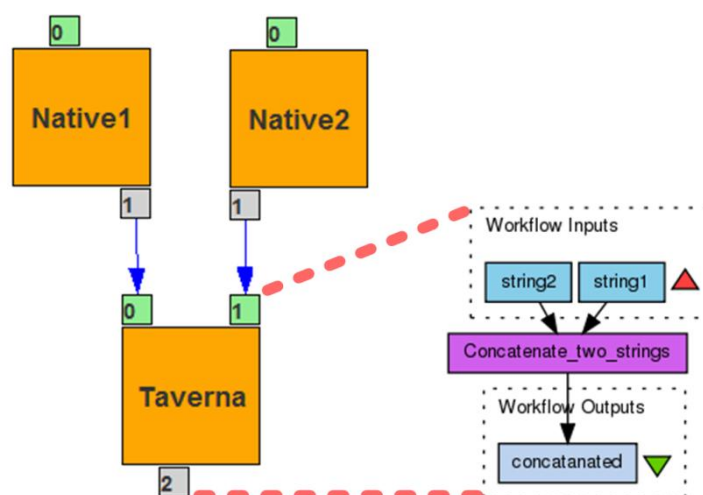 0
0
Native1
Native2
1
1
Workflow Inputs
string2
string1
0
1
Concatenate_two_strings
Taverna
Workflow Outputs
concatanated
2